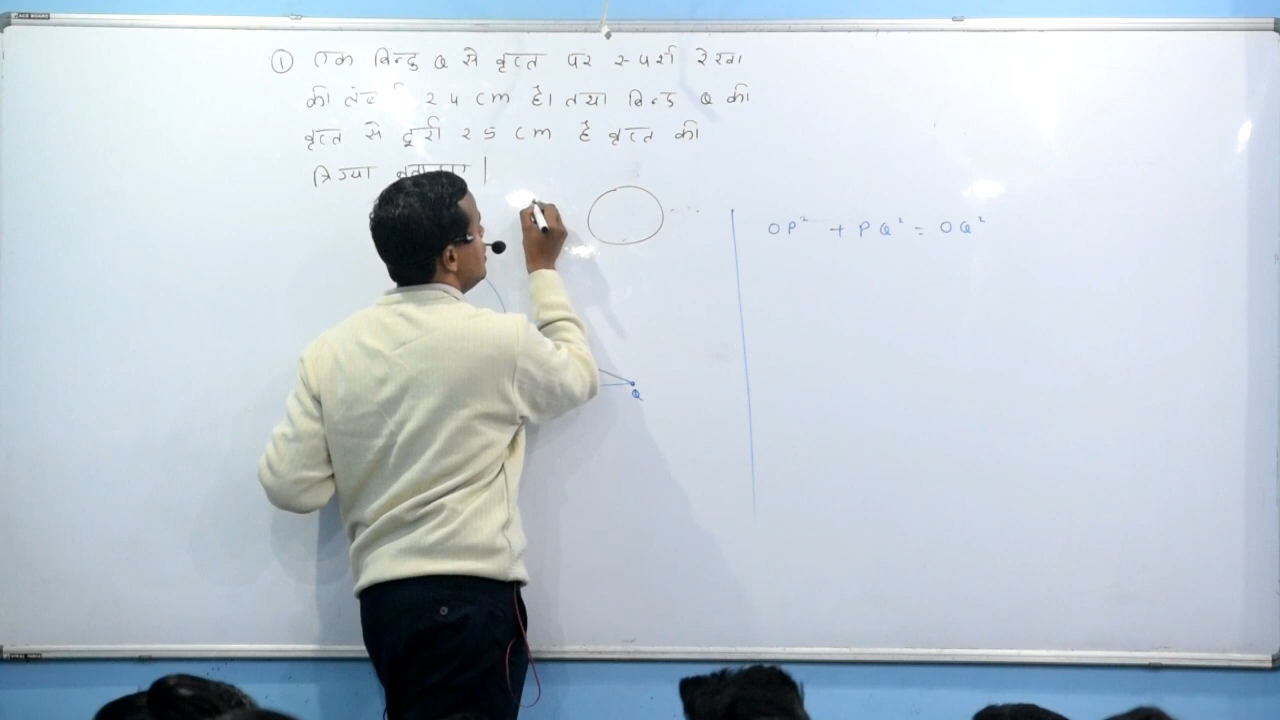 ① एक बिन्दु Q से वृत्त पर स्पर्श रेखा
की 24 cm है। तथा बिन्दु Q की
वृत्त से दूरी 25 cm है वृत्त की
त्रिज्या बताइए।
OP² + PQ² = OQ²
Q